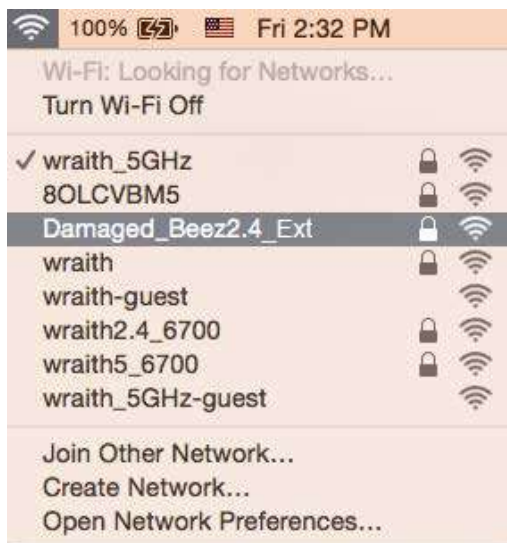 100% Fri 2:32 PM
Wi-Fi: Looking for Networks...
Turn Wi-Fi Off
wraith_5GHz
8OLCVBM5
Damaged_Beez2.4_Ext
wraith
wraith-guest
wraith2.4_6700
wraith5_6700
wraith_5GHz-guest
Join Other Network...
Create Network...
Open Network Preferences...